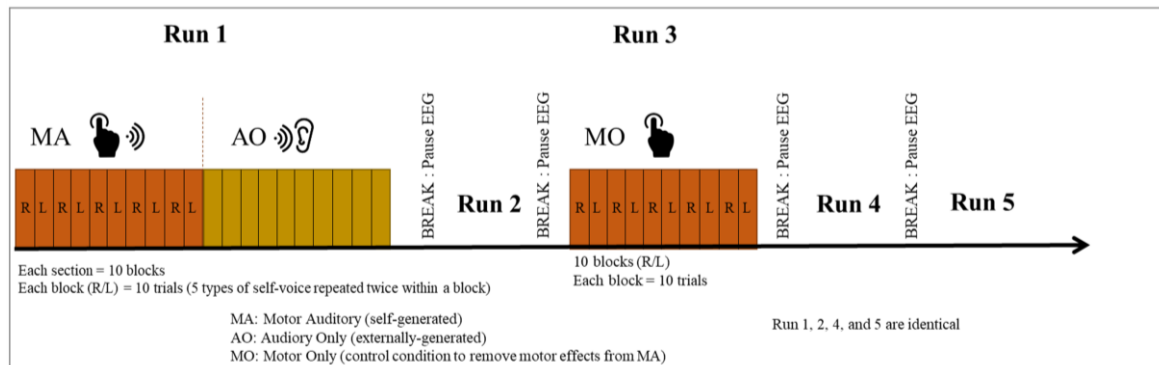 Run 1
Run 3
MA
AO
BREAK : Pause EEG
Run 2
BREAK : Pause EEG
MO
BREAK : Pause EEG
Run 4
BREAK : Pause EEG
Run 5
R L R L R L R L R L
R L R L R L R L R L
Each section = 10 blocks
Each block (R/L) = 10 trials (5 types of self-voice repeated twice within a block)
10 blocks (R/L)
Each block = 10 trials
MA: Motor Auditory (self-generated)
AO: Audiory Only (externally-generated)
MO: Motor Only (control condition to remove motor effects from MA)
Run 1, 2, 4, and 5 are identical